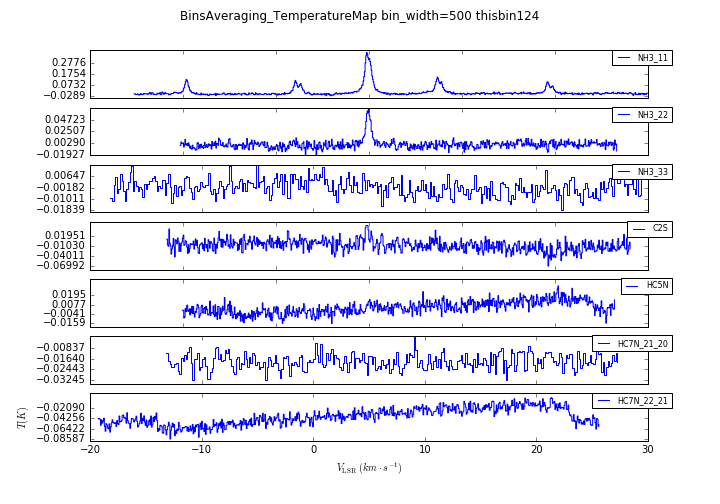 BinsAveraging_TemperatureMap bin_width=500 thisbin124
NH3_11
0.2776
0.1754
0.0732
−0.0289
NH3_22
0.04723
0.02507
0.00290
−0.01927
NH3_33
0.00647
−0.00182
−0.01011
−0.01839
C2S
0.01951
−0.01030
−0.04011
−0.06992
HC5N
0.0195
0.0077
−0.0041
−0.0159
HC7N_21_20
−0.00837
−0.01640
−0.02443
−0.03245
HC7N_22_21
−0.02090
−0.04256
−0.06422
−0.08587
T(K)
−20 −10 0 10 20 30
V_LSR (km · s⁻¹)